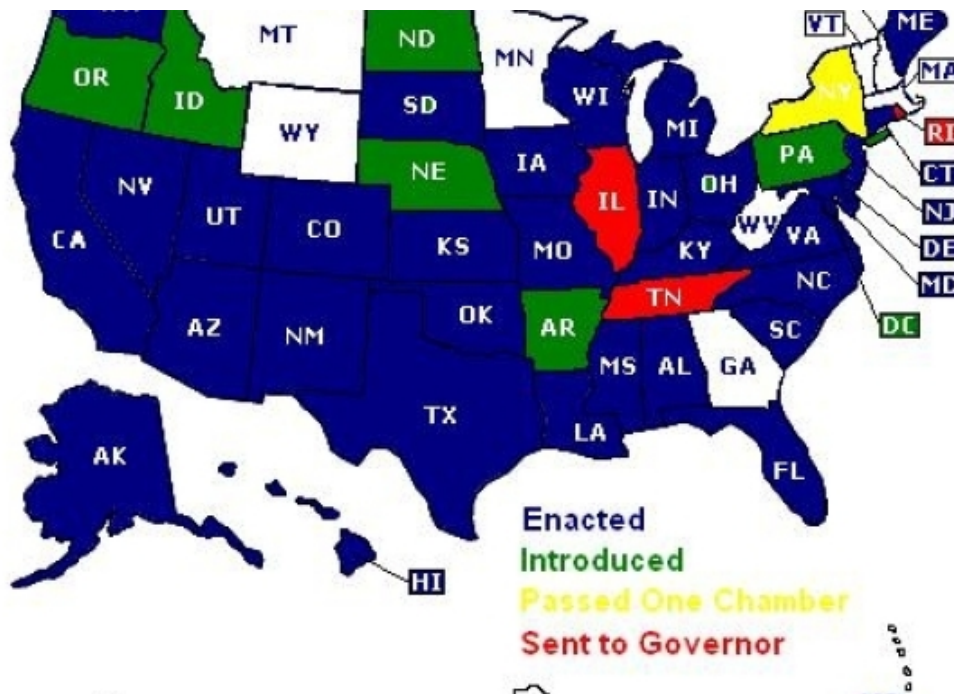 VT
ME
MT
ND
MN
MA
OR
ID
SD
WI
NY
WY
MI
RI
PA
IA
NE
CT
NV
OH
IL
IN
UT
NJ
CO
WV
CA
KS
MO
VA
DE
KY
MD
NC
TN
AZ
NM
OK
AR
SC
DC
MS
AL
GA
TX
LA
AK
FL
Enacted
Introduced
HI
Passed One Chamber
Sent to Governor